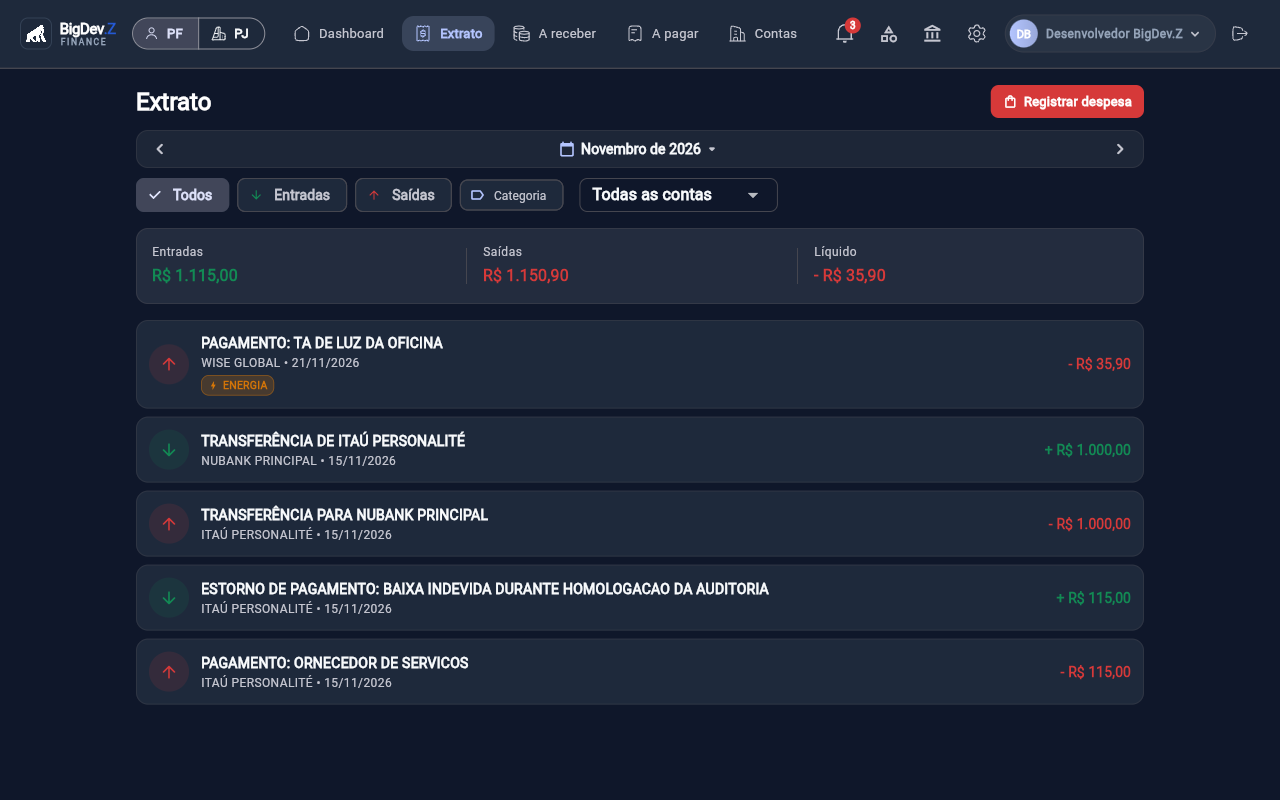 BigDev.Z
FINANCE
PF
PJ
Dashboard
Extrato
A receber
A pagar
Contas
3
DB
Desenvolvedor BigDev.Z
Extrato
Registrar despesa
Novembro de 2026
Todos
Entradas
Saídas
Categoria
Todas as contas
Entradas
R$ 1.115,00
Saídas
R$ 1.150,90
Líquido
- R$ 35,90
PAGAMENTO: TA DE LUZ DA OFICINA
WISE GLOBAL • 21/11/2026
ENERGIA
- R$ 35,90
TRANSFERÊNCIA DE ITAÚ PERSONALITÉ
NUBANK PRINCIPAL • 15/11/2026
+ R$ 1.000,00
TRANSFERÊNCIA PARA NUBANK PRINCIPAL
ITAÚ PERSONALITÉ • 15/11/2026
- R$ 1.000,00
ESTORNO DE PAGAMENTO: BAIXA INDEVIDA DURANTE HOMOLOGACAO DA AUDITORIA
ITAÚ PERSONALITÉ • 15/11/2026
+ R$ 115,00
PAGAMENTO: ORNECEDOR DE SERVICOS
ITAÚ PERSONALITÉ • 15/11/2026
- R$ 115,00